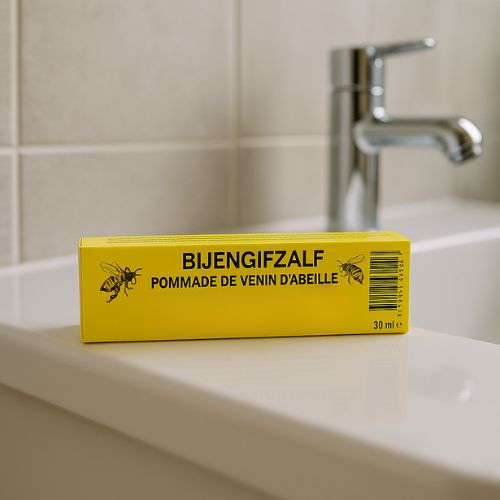 BIJENGIFZALF
POMMADE DE VENIN D'ABEILLE
30 ml e